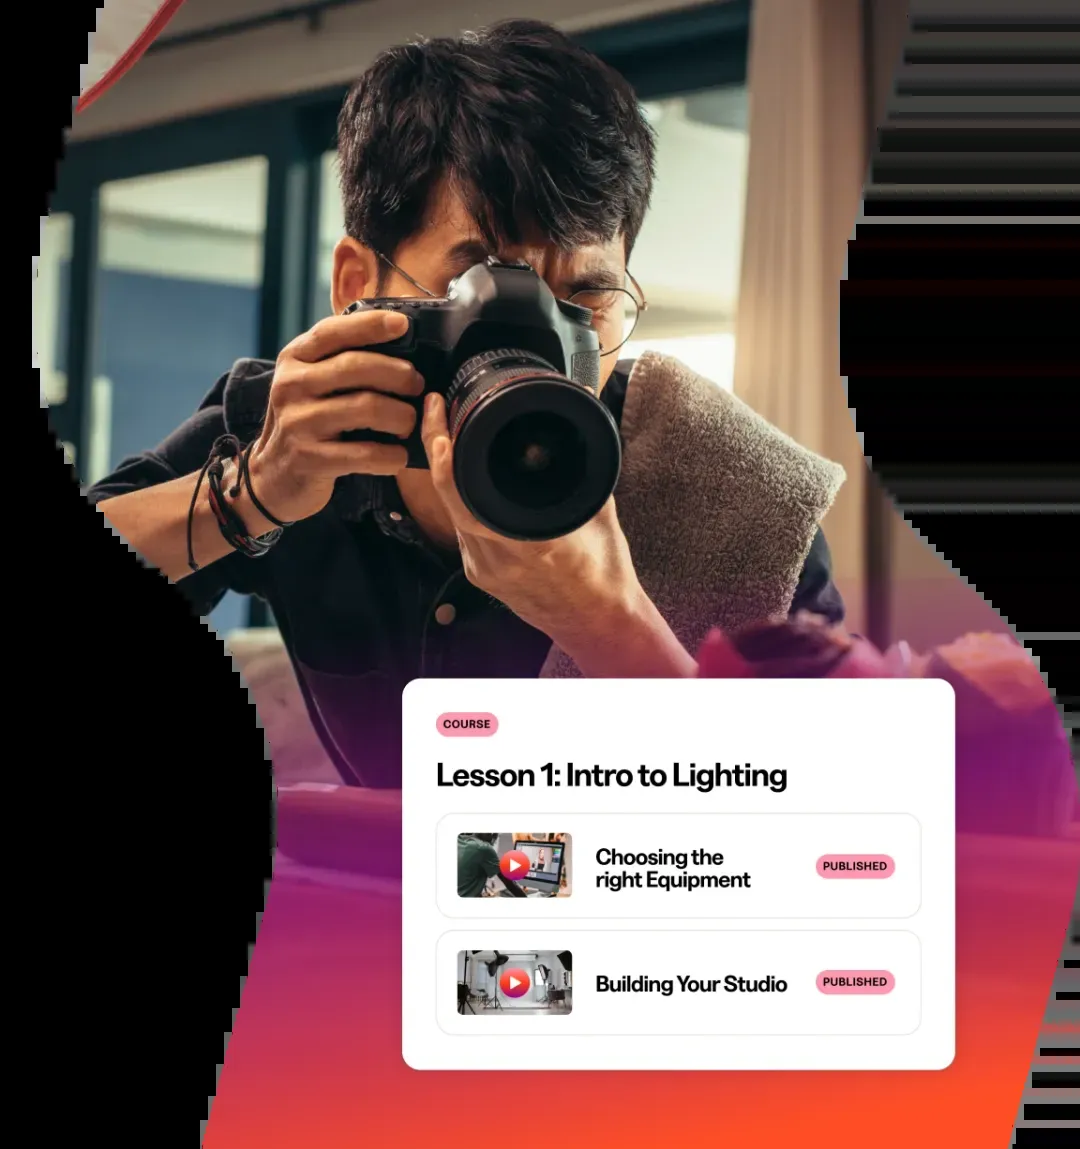 COURSE
Lesson 1: Intro to Lighting
Choosing the
right Equipment
PUBLISHED
Building Your Studio
PUBLISHED